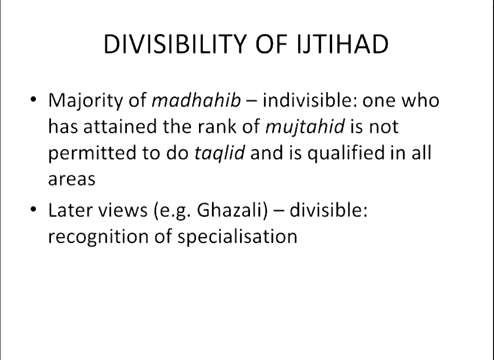 DIVISIBILITY OF IJTIHAD
• Majority of madhahib – indivisible: one who
has attained the rank of mujtahid is not
permitted to do taqlid and is qualified in all
areas
• Later views (e.g. Ghazali) – divisible:
recognition of specialisation